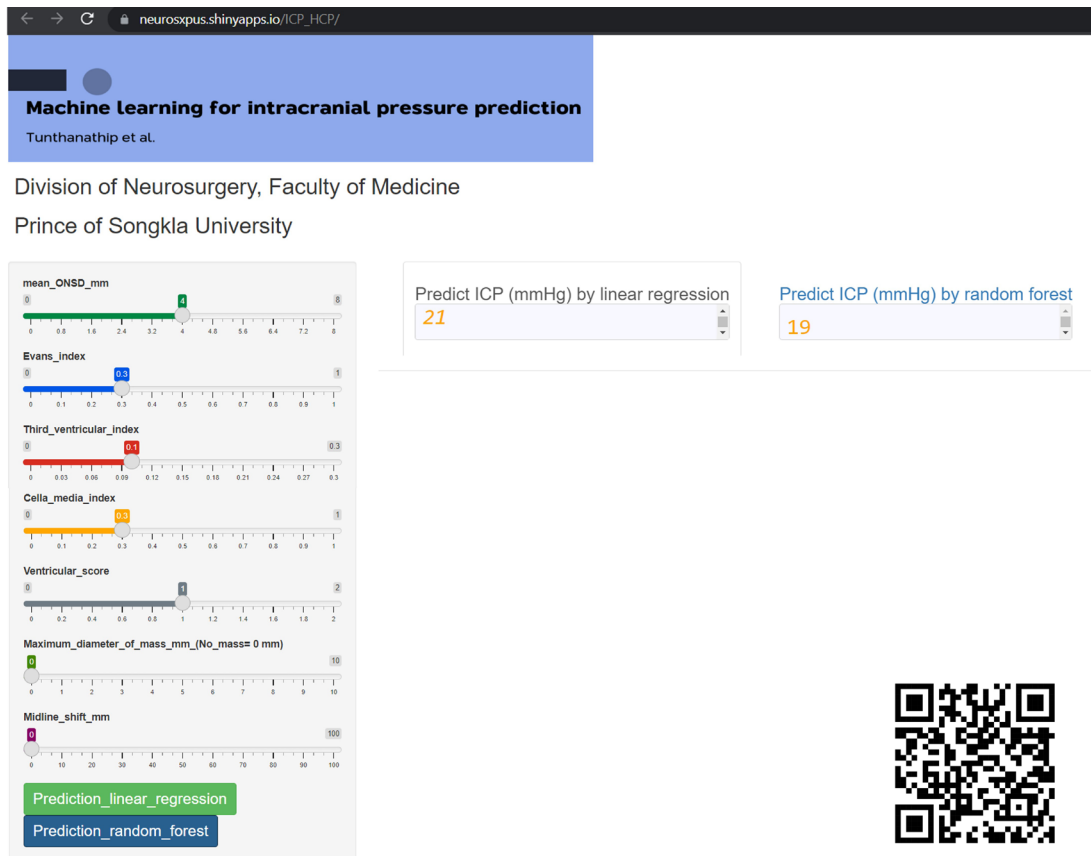 neurosxpus.shinyapps.io/ICP_HCP/
Machine learning for intracranial pressure prediction
Tunthanathip et al.
Division of Neurosurgery, Faculty of Medicine
Prince of Songkla University
mean_ONSD_mm
0 4 8
0 0.8 1.6 2.4 3.2 4 4.8 5.6 6.4 7.2 8
Evans_index
0 0.3 1
0 0.1 0.2 0.3 0.4 0.5 0.6 0.7 0.8 0.9 1
Third_ventricular_index
0 0.1 0.3
0 0.03 0.06 0.09 0.12 0.15 0.18 0.21 0.24 0.27 0.3
Cella_media_index
0 0.3 1
0 0.1 0.2 0.3 0.4 0.5 0.6 0.7 0.8 0.9 1
Ventricular_score
0 1 2
0 0.2 0.4 0.6 0.8 1 1.2 1.4 1.6 1.8 2
Maximum_diameter_of_mass_mm_(No_mass= 0 mm)
0 10
0 1 2 3 4 5 6 7 8 9 10
Midline_shift_mm
0 100
0 10 20 30 40 50 60 70 80 90 100
Prediction_linear_regression
Prediction_random_forest
Predict ICP (mmHg) by linear regression
21
Predict ICP (mmHg) by random forest
19